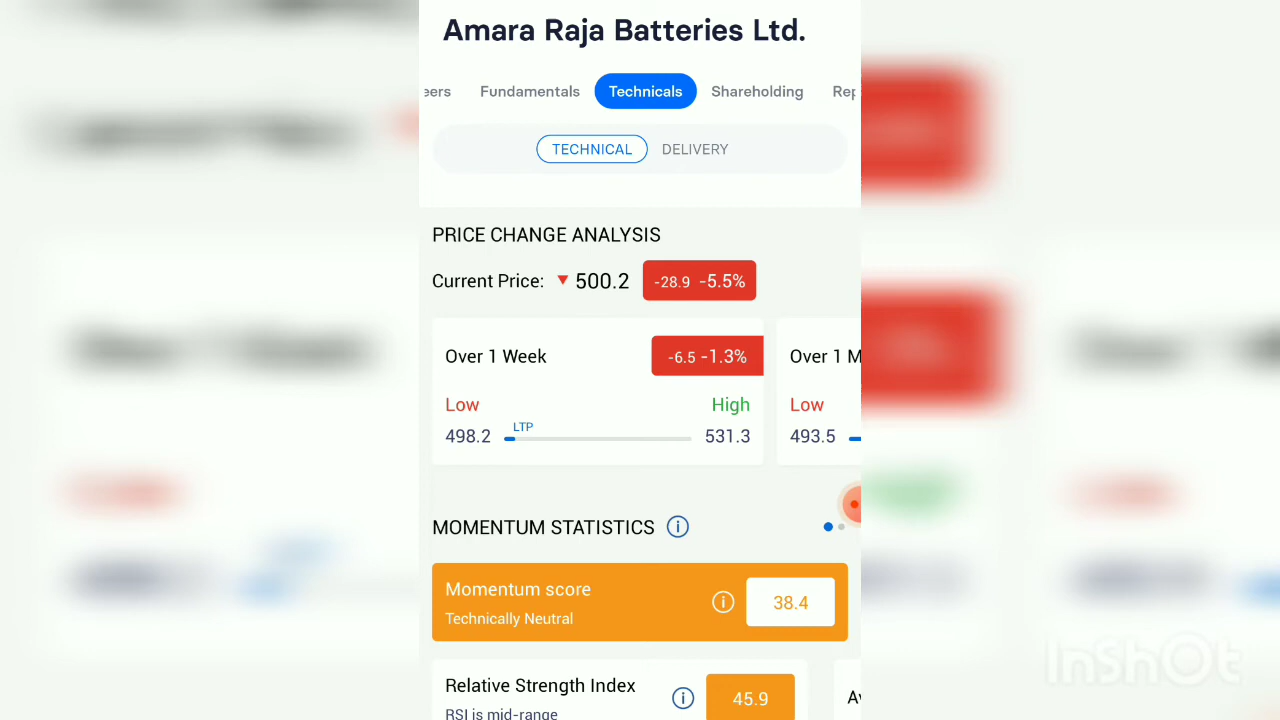 Amara Raja Batteries Ltd.
eers Fundamentals Technicals Shareholding Rep
TECHNICAL DELIVERY
PRICE CHANGE ANALYSIS
Current Price: ▼ 500.2 -28.9 -5.5%
Over 1 Week -6.5 -1.3% Over 1 M
Low High Low
LTP
498.2 531.3 493.5
MOMENTUM STATISTICS i
Momentum score i 38.4
Technically Neutral
Relative Strength Index i 45.9 Av
RSI is mid-range
InShOt